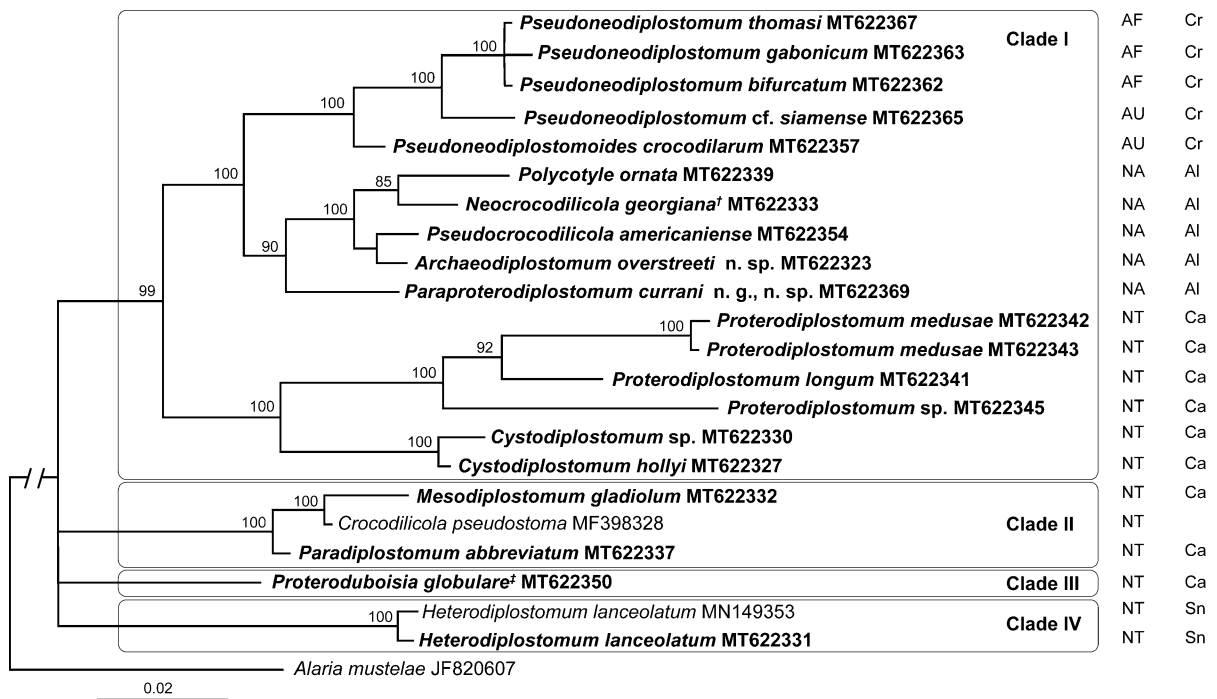 Pseudoneodiplostomum thomasi MT622367 AF Cr
Clade I
100
Pseudoneodiplostomum gabonicum MT622363 AF Cr
100
Pseudoneodiplostomum bifurcatum MT622362 AF Cr
100
Pseudoneodiplostomum cf. siamense MT622365 AU Cr
Pseudoneodiplostomoides crocodilarum MT622357 AU Cr
100
Polycotyle ornata MT622339 NA Al
85
Neocrocodilicola georgiana† MT622333 NA Al
100
Pseudocrocodilicola americaniense MT622354 NA Al
90
Archaeodiplostomum overstreeti n. sp. MT622323 NA Al
99
Paraproterodiplostomum currani n. g., n. sp. MT622369 NA Al
Proterodiplostomum medusae MT622342 NT Ca
100
Proterodiplostomum medusae MT622343 NT Ca
92
Proterodiplostomum longum MT622341 NT Ca
100
Proterodiplostomum sp. MT622345 NT Ca
100
Cystodiplostomum sp. MT622330 NT Ca
100
Cystodiplostomum hollyi MT622327 NT Ca
Mesodiplostomum gladiolum MT622332 NT Ca
100
Crocodilicola pseudostoma MF398328 NT
Clade II
100
Paradiplostomum abbreviatum MT622337 NT Ca
Proteroduboisia globulare‡ MT622350 NT Ca
Clade III
Heterodiplostomum lanceolatum MN149353 NT Sn
100
Clade IV
Heterodiplostomum lanceolatum MT622331 NT Sn
Alaria mustelae JF820607
0.02